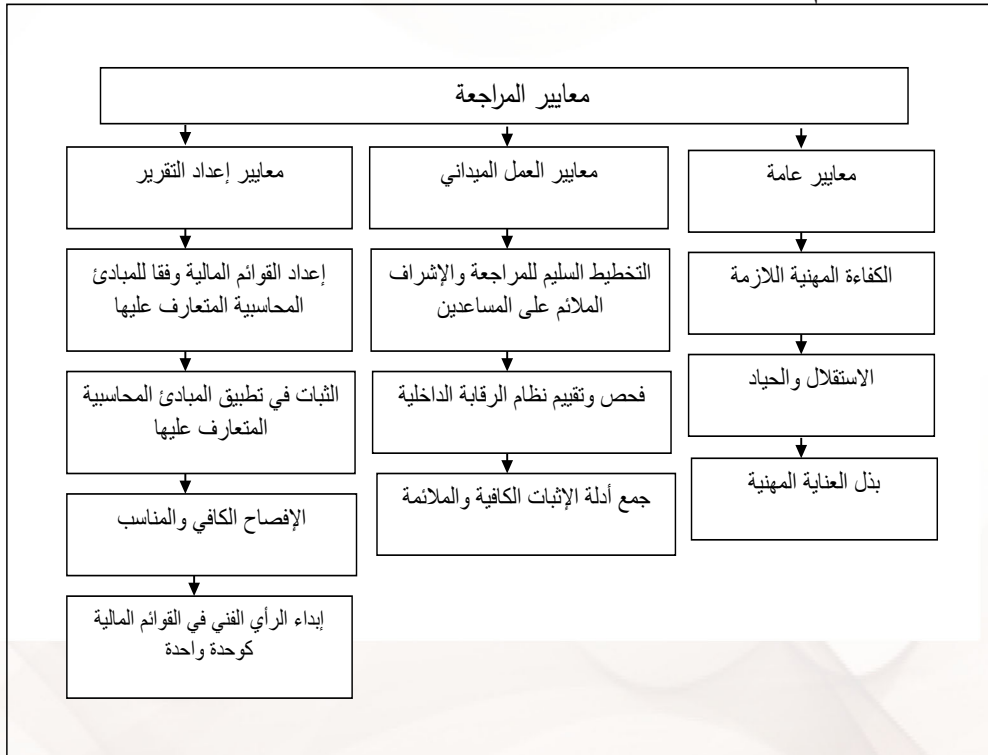 معايير المراجعة
معايير عامة
الكفاءة المهنية اللازمة
الاستقلال والحياد
بذل العناية المهنية
معايير العمل الميداني
التخطيط السليم للمراجعة والإشراف
الملائم على المساعدين
فحص وتقييم نظام الرقابة الداخلية
جمع أدلة الإثبات الكافية والملائمة
معايير إعداد التقرير
إعداد القوائم المالية وفقا للمبادئ
المحاسبية المتعارف عليها
الثبات في تطبيق المبادئ المحاسبية
المتعارف عليها
الإفصاح الكافي والمناسب
إبداء الرأي الفني في القوائم المالية
كوحدة واحدة